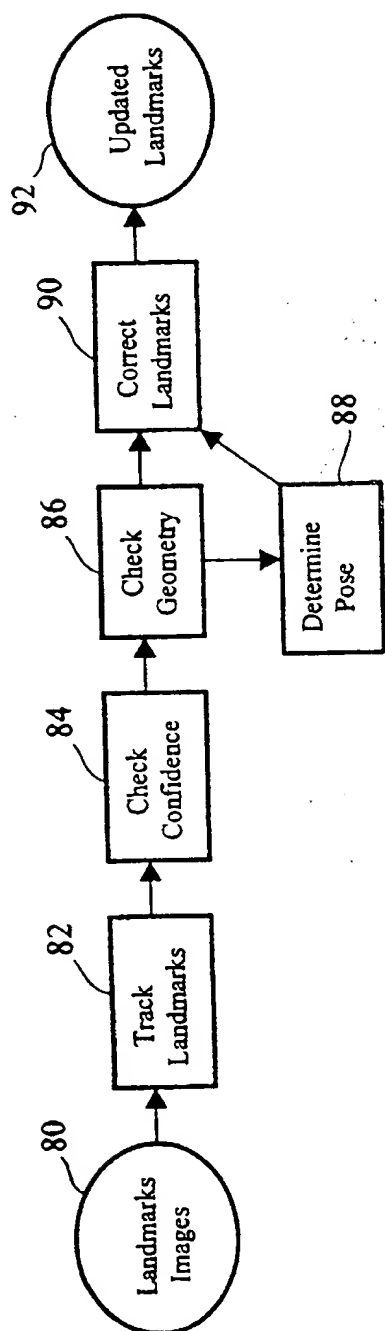 80
Landmarks
Images
82
Track
Landmarks
84
Check
Confidence
86
Check
Geometry
88
Determine
Pose
90
Correct
Landmarks
92
Updated
Landmarks